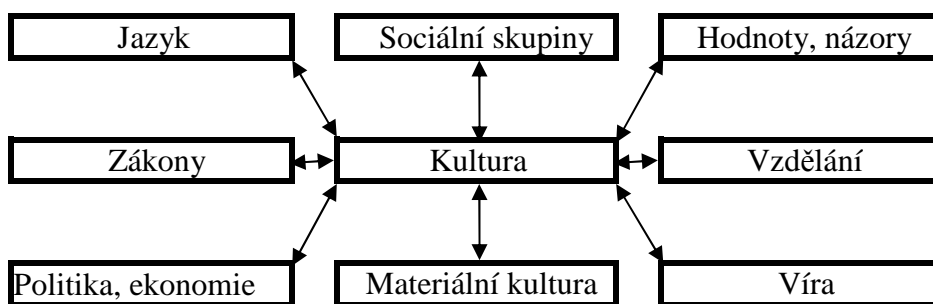 Jazyk
Sociální skupiny
Hodnoty, názory
Zákony
Kultura
Vzdělání
Politika, ekonomie
Materiální kultura
Víra